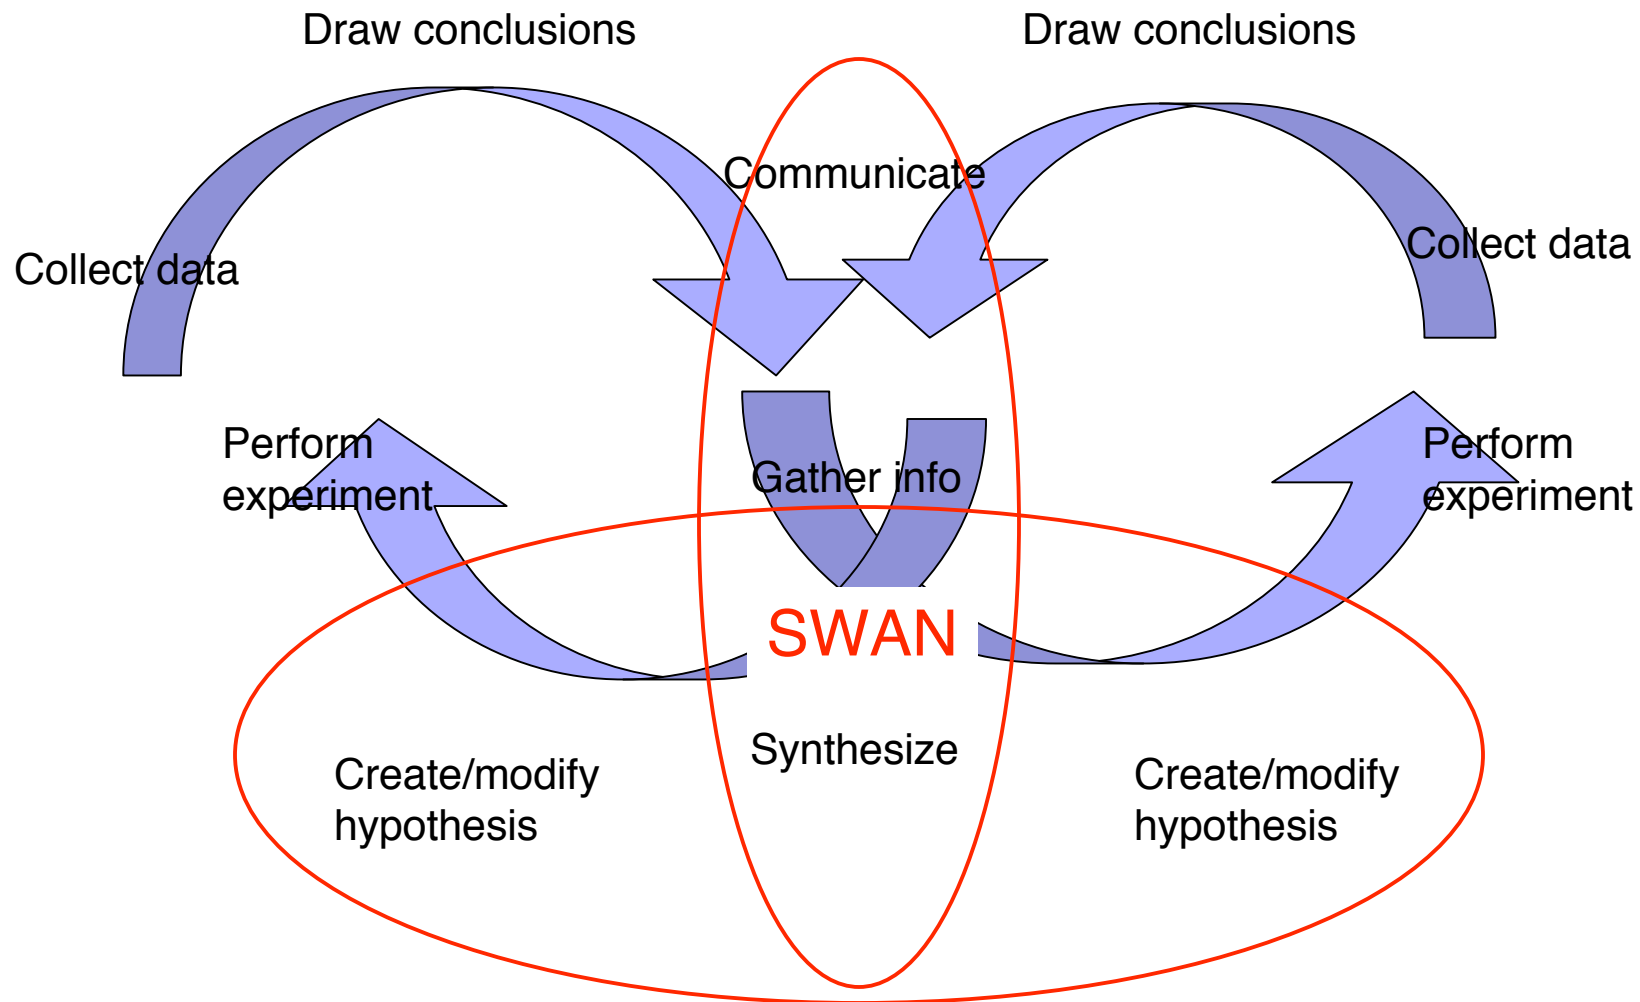 Draw conclusions
Draw conclusions
Communicate
Collect data
Collect data
Perform
experiment
Gather info
Perform
experiment
SWAN
Synthesize
Create/modify
hypothesis
Create/modify
hypothesis